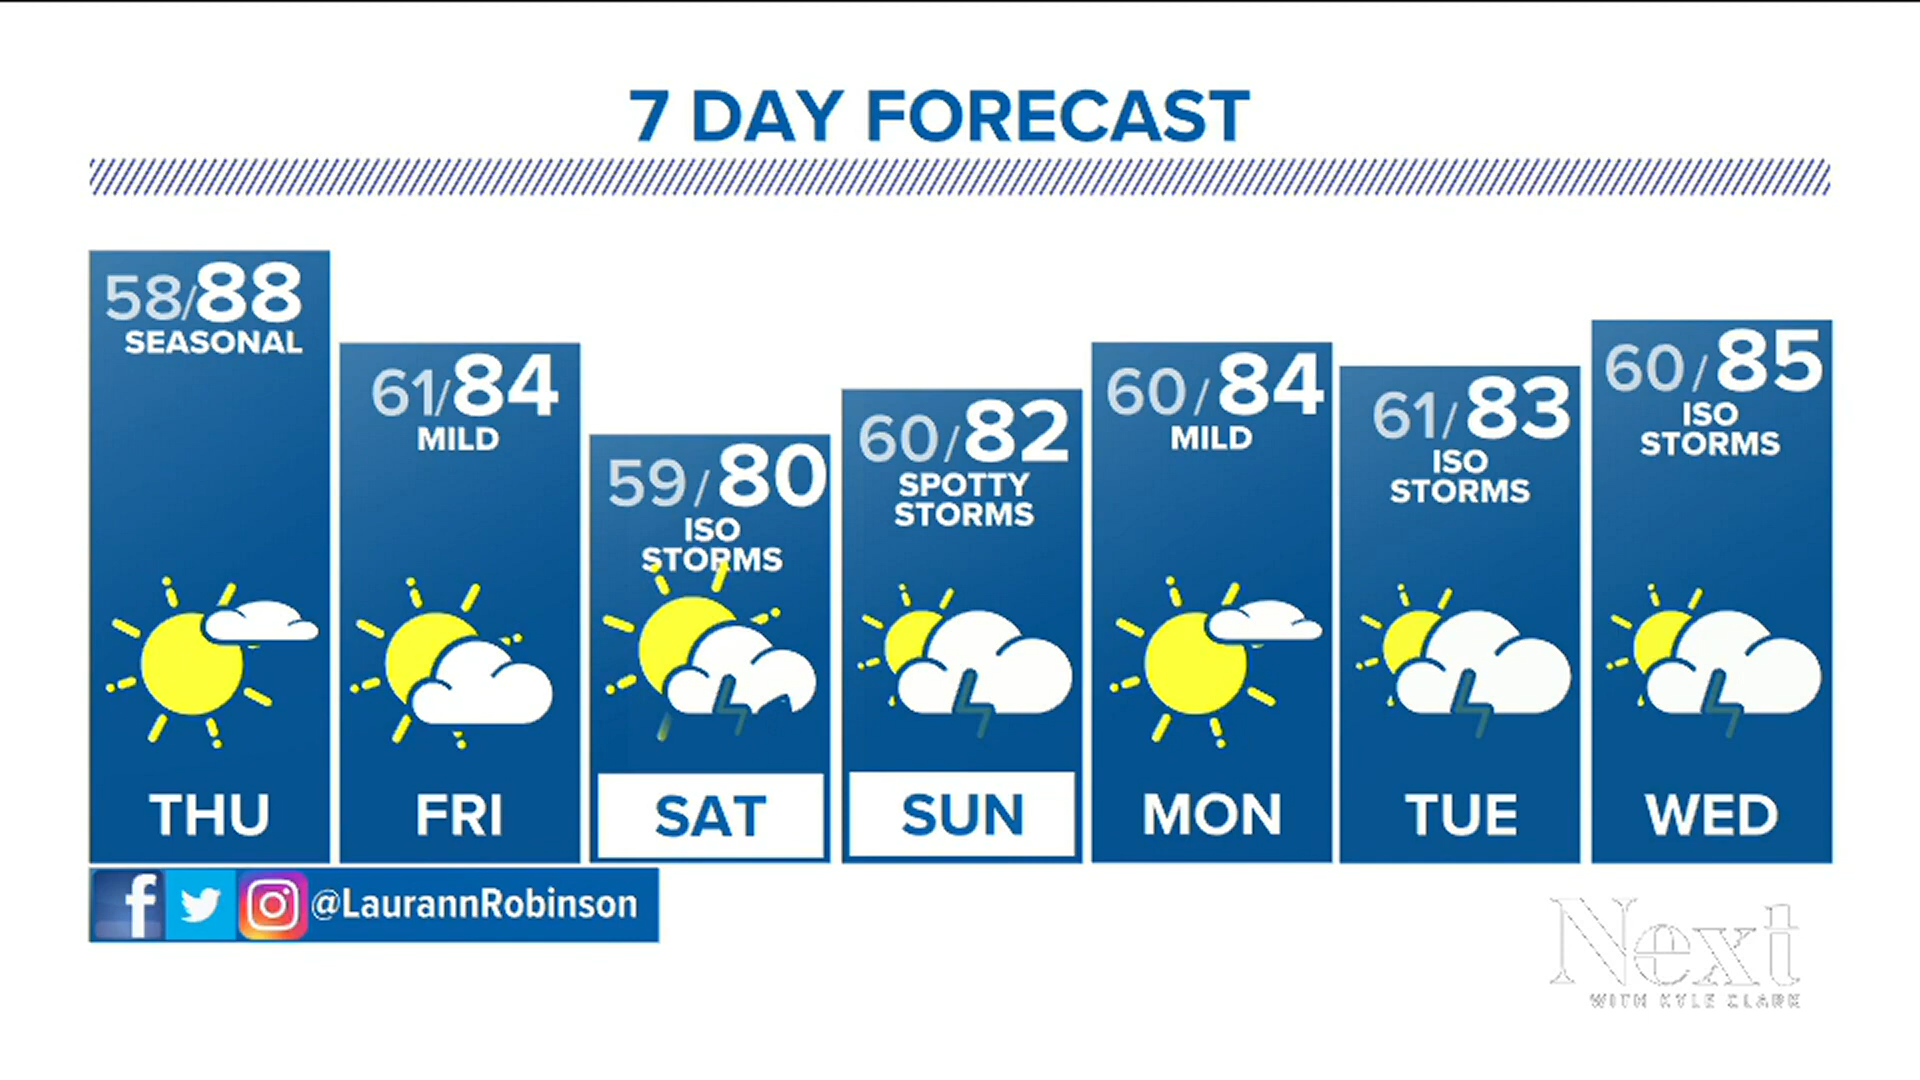 7 DAY FORECAST
58/88
SEASONAL
THU
61/84
MILD
FRI
59/80
ISO
STORMS
SAT
60/82
SPOTTY
STORMS
SUN
60/84
MILD
MON
61/83
ISO
STORMS
TUE
60/85
ISO
STORMS
WED
@LaurannRobinson
Next
WITH KYLE CLARK